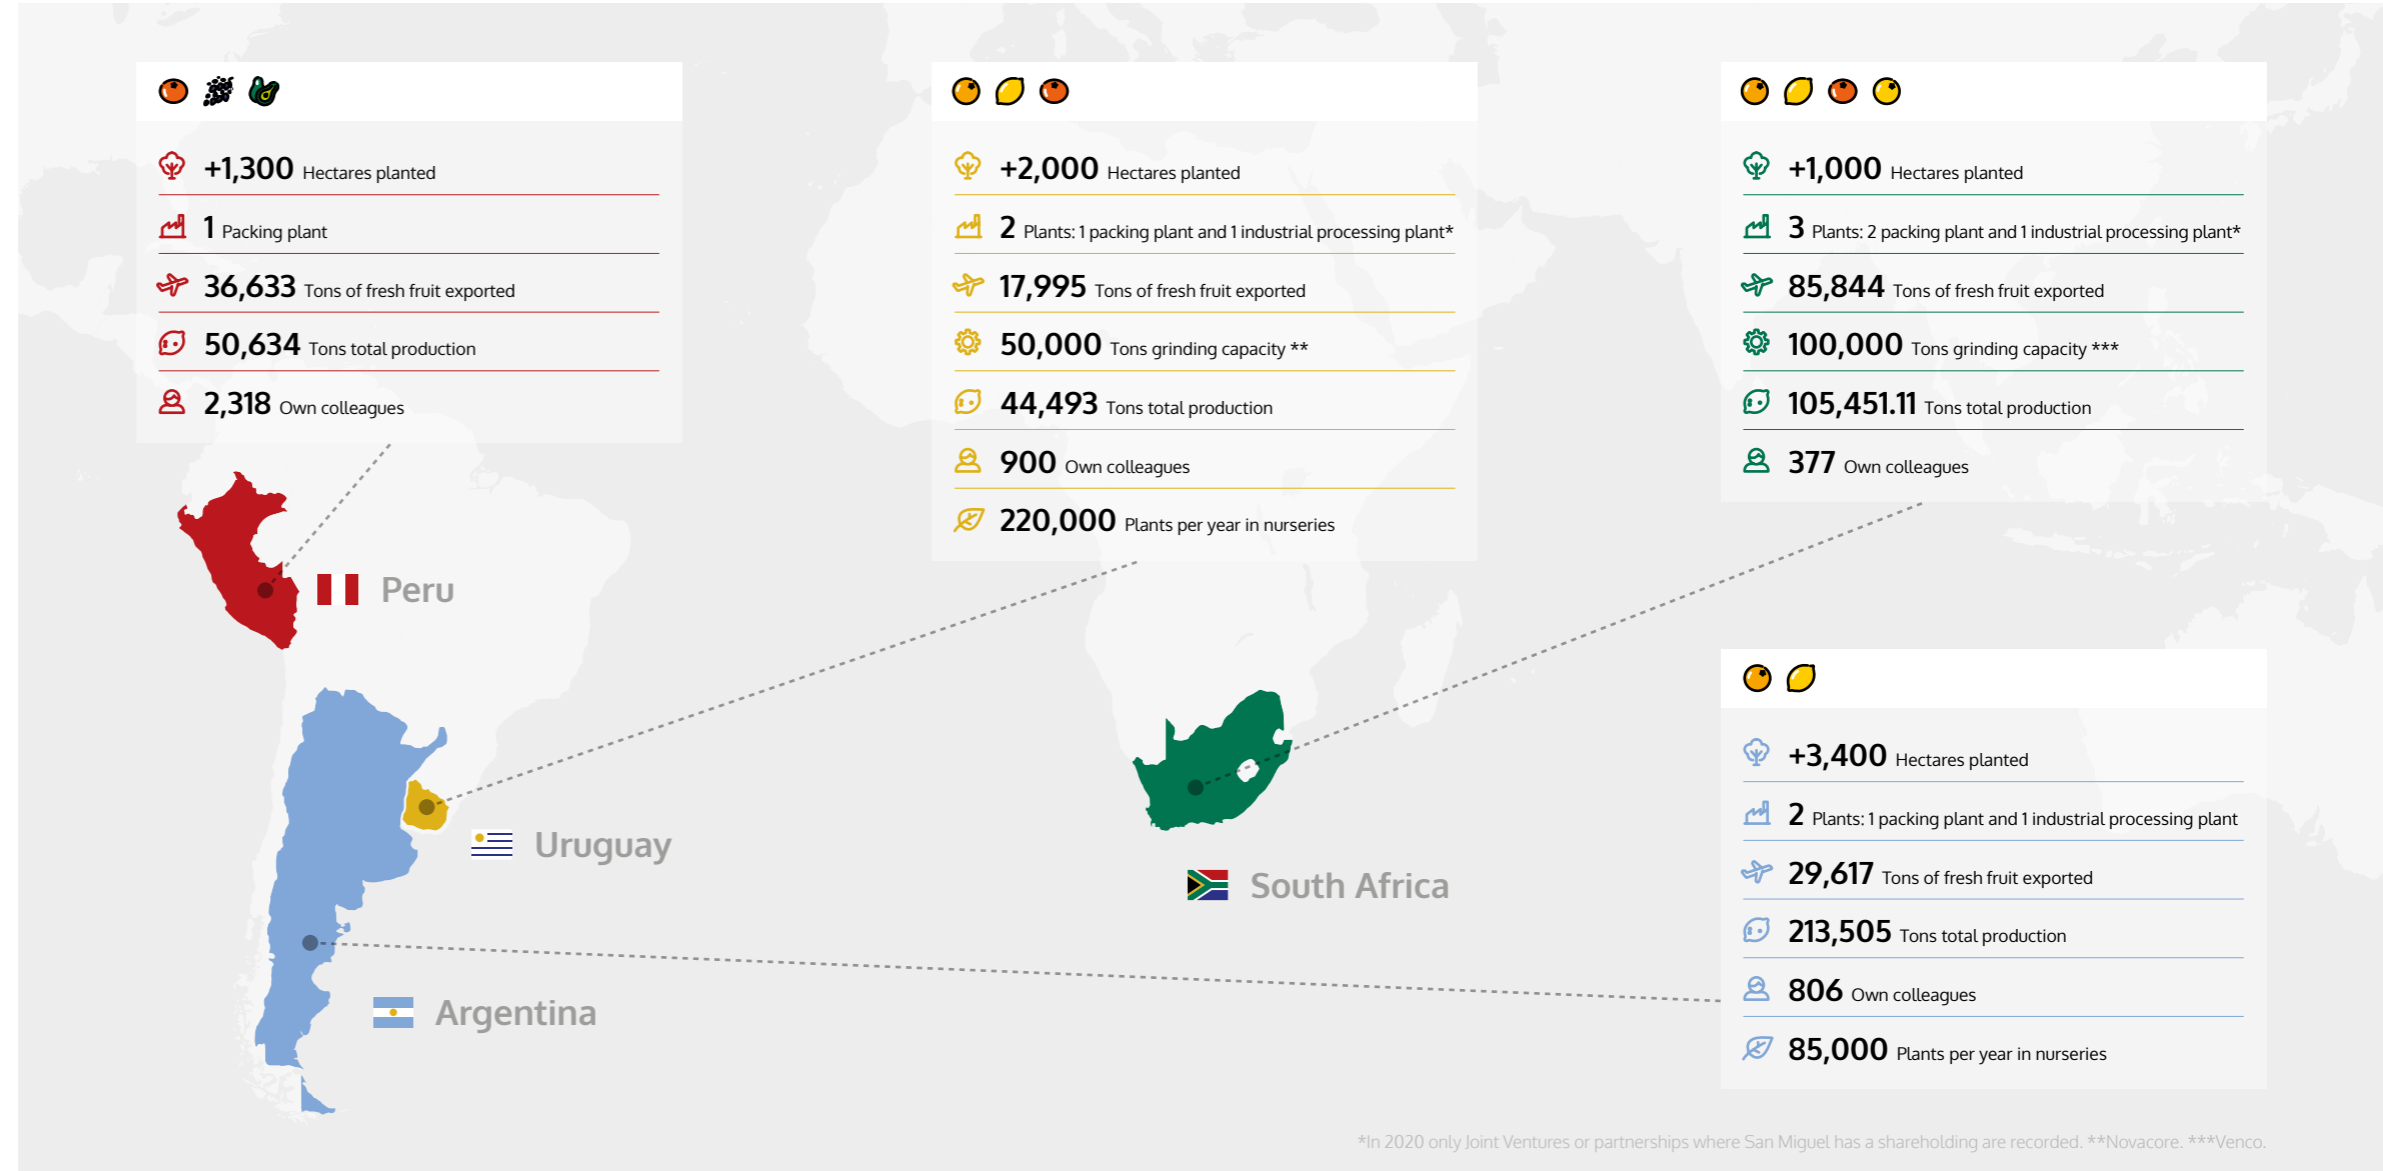 +1,300 Hectares planted
1 Packing plant
36,633 Tons of fresh fruit exported
50,634 Tons total production
2,318 Own colleagues
Peru
+2,000 Hectares planted
2 Plants: 1 packing plant and 1 industrial processing plant*
17,995 Tons of fresh fruit exported
50,000 Tons grinding capacity **
44,493 Tons total production
900 Own colleagues
220,000 Plants per year in nurseries
Uruguay
+1,000 Hectares planted
3 Plants: 2 packing plant and 1 industrial processing plant*
85,844 Tons of fresh fruit exported
100,000 Tons grinding capacity ***
105,451.11 Tons total production
377 Own colleagues
South Africa
+3,400 Hectares planted
2 Plants: 1 packing plant and 1 industrial processing plant
29,617 Tons of fresh fruit exported
213,505 Tons total production
806 Own colleagues
85,000 Plants per year in nurseries
Argentina
*In 2020 only Joint Ventures or partnerships where San Miguel has a shareholding are recorded. **Novacore. ***Venco.